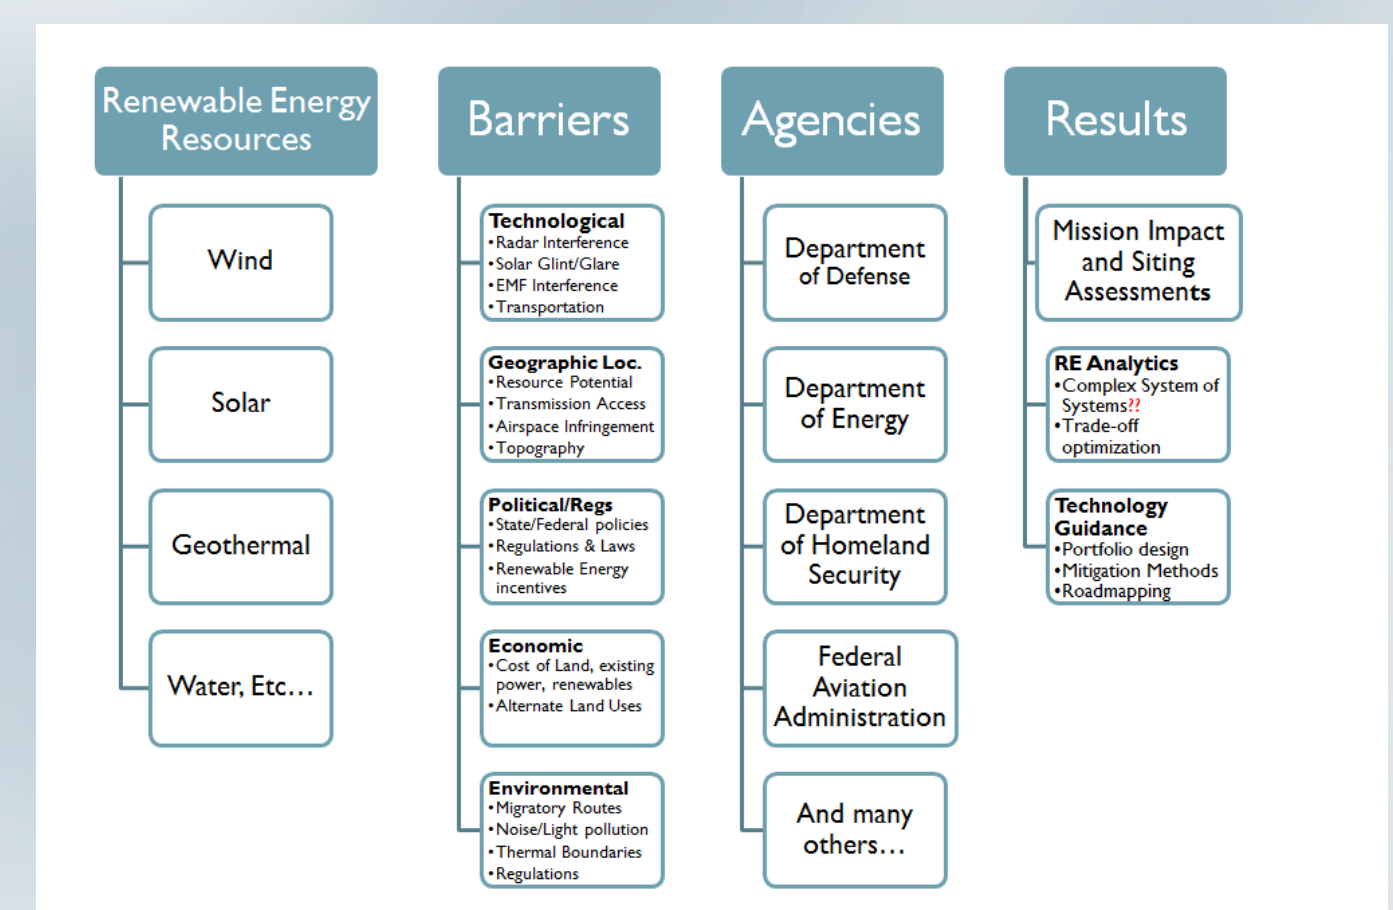 Renewable Energy
Resources
Wind
Solar
Geothermal
Water, Etc…
Barriers
Technological
•Radar Interference
•Solar Glint/Glare
•EMF Interference
•Transportation
Geographic Loc.
•Resource Potential
•Transmission Access
•Airspace Infringement
•Topography
Political/Regs
•State/Federal policies
•Regulations & Laws
•Renewable Energy
incentives
Economic
•Cost of Land, existing
power, renewables
•Alternate Land Uses
Environmental
•Migratory Routes
•Noise/Light pollution
•Thermal Boundaries
•Regulations
Agencies
Department
of Defense
Department
of Energy
Department
of Homeland
Security
Federal
Aviation
Administration
And many
others…
Results
Mission Impact
and Siting
Assessments
RE Analytics
•Complex System of
Systems??
•Trade-off
optimization
Technology
Guidance
•Portfolio design
•Mitigation Methods
•Roadmapping